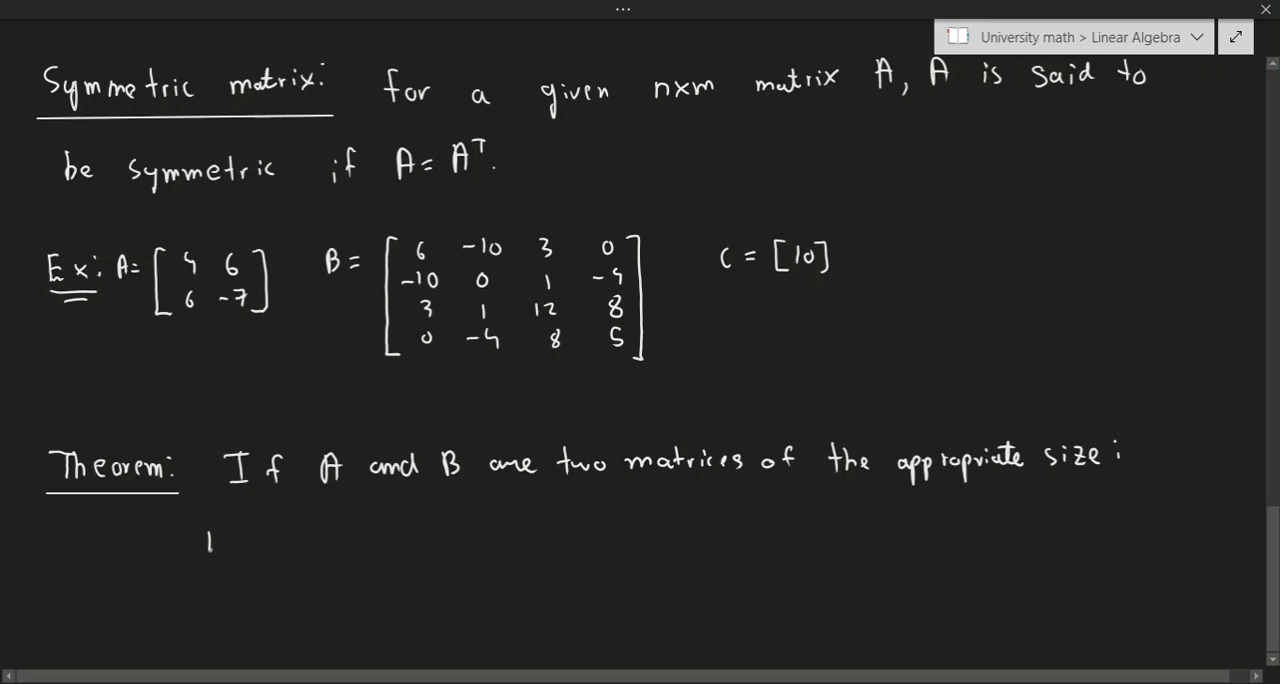 University math > Linear Algebra
Symmetric matrix: for a given nxm matrix A, A is said to
be symmetric if A = Aᵀ.
Ex: A = [4 6
6 -7] B = [6 -10 3 0
-10 0 1 -4
3 1 12 8
0 -4 8 5] C = [10]
Theorem: If A and B are two matrices of the appropriate size: